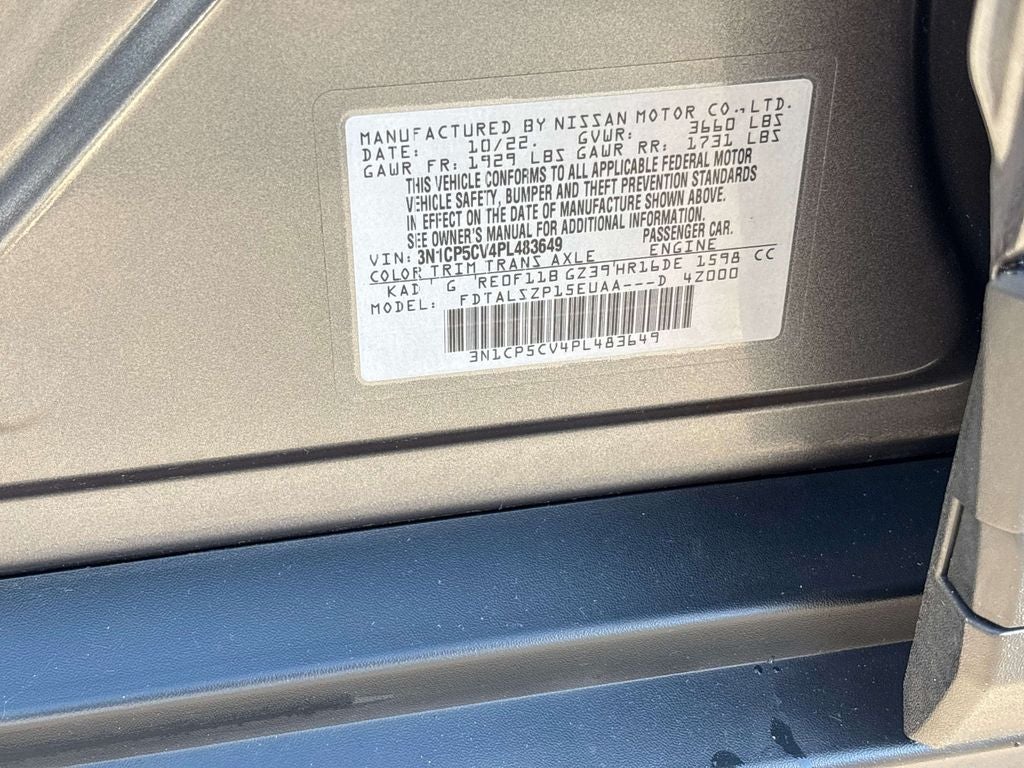 MANUFACTURED BY NISSAN MOTOR CO.,LTD.
DATE: 10/22. GVWR: 3660 LBS
GAWR FR: 1929 LBS GAWR RR: 1731 LBS
THIS VEHICLE CONFORMS TO ALL APPLICABLE FEDERAL MOTOR
VEHICLE SAFETY, BUMPER AND THEFT PREVENTION STANDARDS
IN EFFECT ON THE DATE OF MANUFACTURE SHOWN ABOVE.
SEE OWNER'S MANUAL FOR ADDITIONAL INFORMATION.
VIN: 3N1CP5CV4PL483649 PASSENGER CAR.
COLOR TRIM TRANS AXLE ENGINE
KAD G RE0F11B GZ39 HR16DE 1598 CC
MODEL: FDTALSZP15EUAA---D 4Z000
3N1CP5CV4PL483649